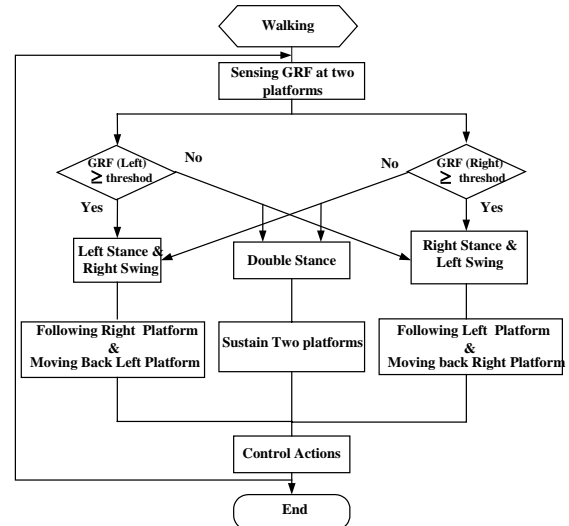 Walking
Sensing GRF at two
platforms
GRF (Left)
≥ threshod
No
No
GRF (Right)
≥ threshod
Yes
Yes
Left Stance &
Right Swing
Double Stance
Right Stance &
Left Swing
Following Right Platform
&
Moving Back Left Platform
Sustain Two platforms
Following Left Platform
&
Moving back Right Platform
Control Actions
End